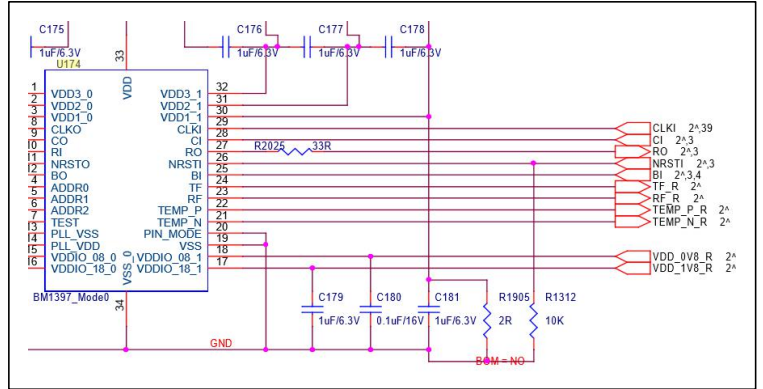 C175
1uF/6.3V
C176
1uF/6.3V
C177
1uF/6.3V
C178
1uF/6.3V
U174
33
VDD
1 VDD3_0 VDD3_1 32
2 VDD2_0 VDD2_1 31
3 VDD1_0 VDD1_1 30
8 CLKO CLKI 29
9 CO CI 28
10 RI RO 27
11 NRSTO NRSTI 26
12 BO BI 25
4 ADDR0 TF 24
5 ADDR1 RF 23
6 ADDR2 TEMP_P 22
7 TEST TEMP_N 21
13 PLL_VSS PIN_MODE 20
14 PLL_VDD VSS 19
15 VDDIO_08_0 VDDIO_08_1 18
16 VDDIO_18_0 VDDIO_18_1 17
VSS_0
34
BM1397_Mode0
R2025 33R
CLKI 2^,39
CI 2^,3
RO 2^,3
NRSTI 2^,3
BI 2^,3,4
TF_R 2^
RF_R 2^
TEMP_P_R 2^
TEMP_N_R 2^
VDD_0V8_R 2^
VDD_1V8_R 2^
C179
1uF/6.3V
C180
0.1uF/16V
C181
1uF/6.3V
R1905
2R
R1312
10K
GND
BOM = NO